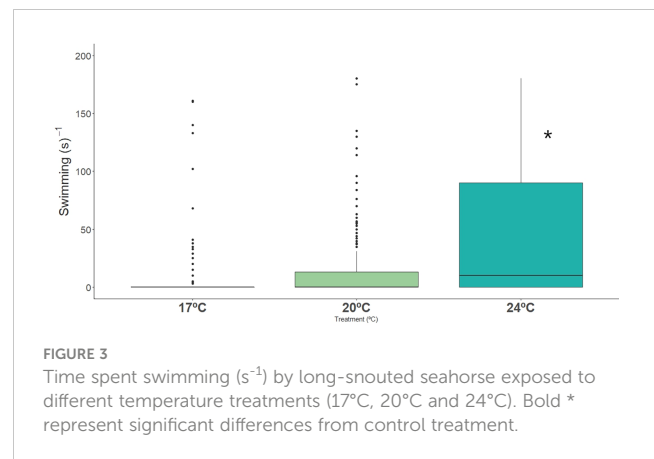 200
150
100
50
0
Swimming (s)⁻¹
*
17ºC 20ºC 24ºC
Treatment (ºC)
FIGURE 3
Time spent swimming (s⁻¹) by long-snouted seahorse exposed to
different temperature treatments (17°C, 20°C and 24°C). Bold *
represent significant differences from control treatment.